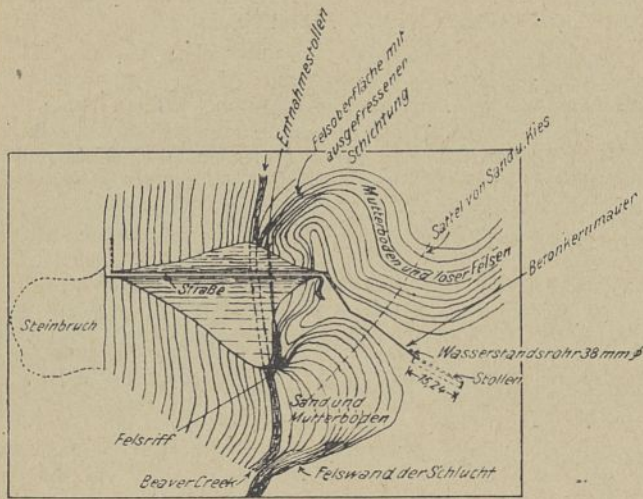 Entnahmestollen
Felsoberfläche mit
ausgefressener
Schichtung
Sattel von Sand u. Kies
Mutterboden und loser Felsen
Betonkernmauer
Straße
Steinbruch
Wasserstandsrohr 38 mm ϕ
Stollen
15,24
Sand und
Mutterboden
Felsriff
Beaver Creek
Felswand der Schlucht